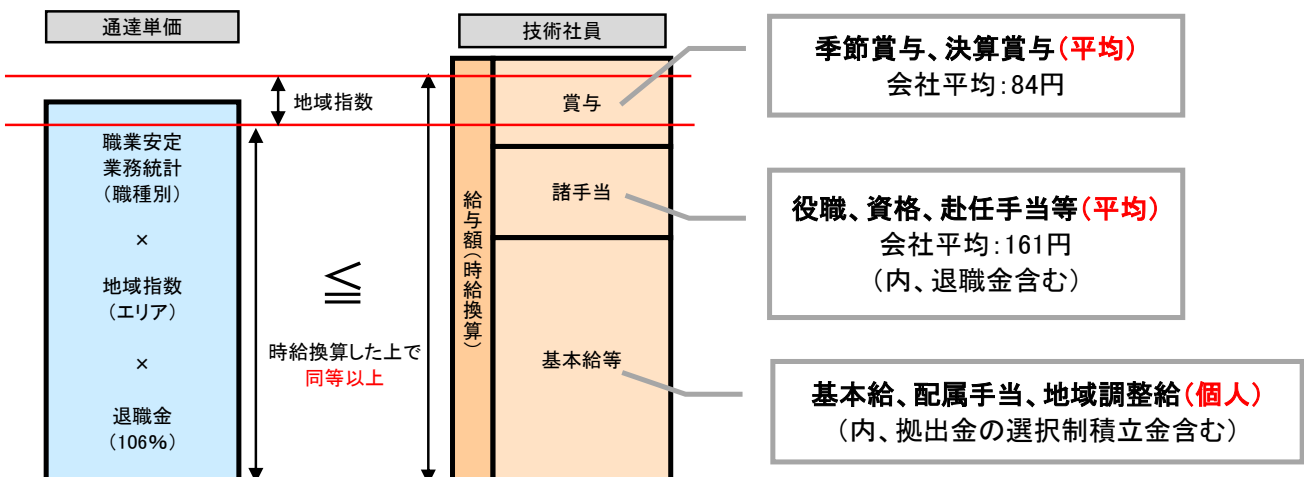 通達単価
職業安定
業務統計
(職種別)
×
地域指数
(エリア)
×
退職金
(106%)
地域指数
≦
時給換算した上で
同等以上
技術社員
給与額(時給換算)
賞与
諸手当
基本給等
季節賞与、決算賞与(平均)
会社平均:84円
役職、資格、赴任手当等(平均)
会社平均:161円
(内、退職金含む)
基本給、配属手当、地域調整給(個人)
(内、拠出金の選択制積立金含む)